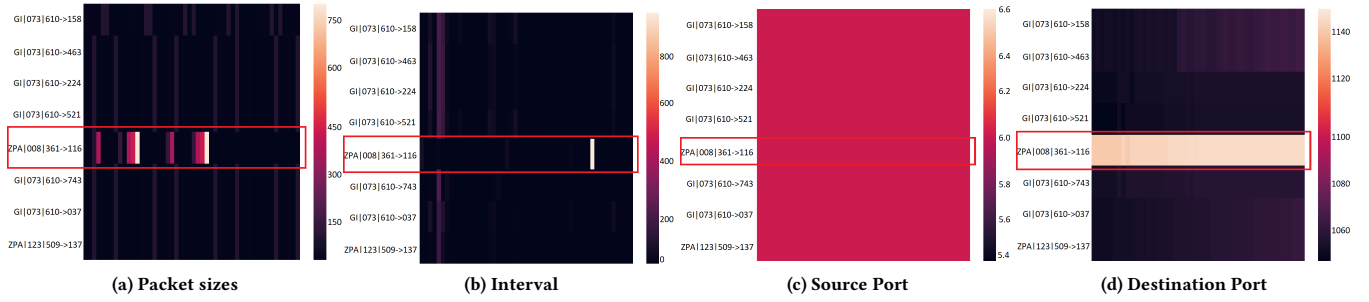 GI|073|610->158
GI|073|610->463
GI|073|610->224
GI|073|610->521
ZPA|008|361->116
GI|073|610->743
GI|073|610->037
ZPA|123|509->137
750
600
450
300
150
(a) Packet sizes
GI|073|610->158
GI|073|610->463
GI|073|610->224
GI|073|610->521
ZPA|008|361->116
GI|073|610->743
GI|073|610->037
ZPA|123|509->137
800
600
400
200
0
(b) Interval
GI|073|610->158
GI|073|610->463
GI|073|610->224
GI|073|610->521
ZPA|008|361->116
GI|073|610->743
GI|073|610->037
ZPA|123|509->137
6.6
6.4
6.2
6.0
5.8
5.6
5.4
(c) Source Port
GI|073|610->158
GI|073|610->463
GI|073|610->224
GI|073|610->521
ZPA|008|361->116
GI|073|610->743
GI|073|610->037
ZPA|123|509->137
1140
1120
1100
1080
1060
(d) Destination Port